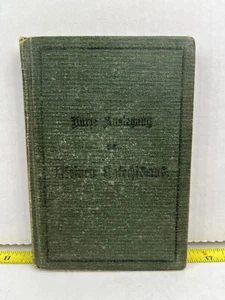 Kurze Auslegung
des
Kleinen Katechismus.